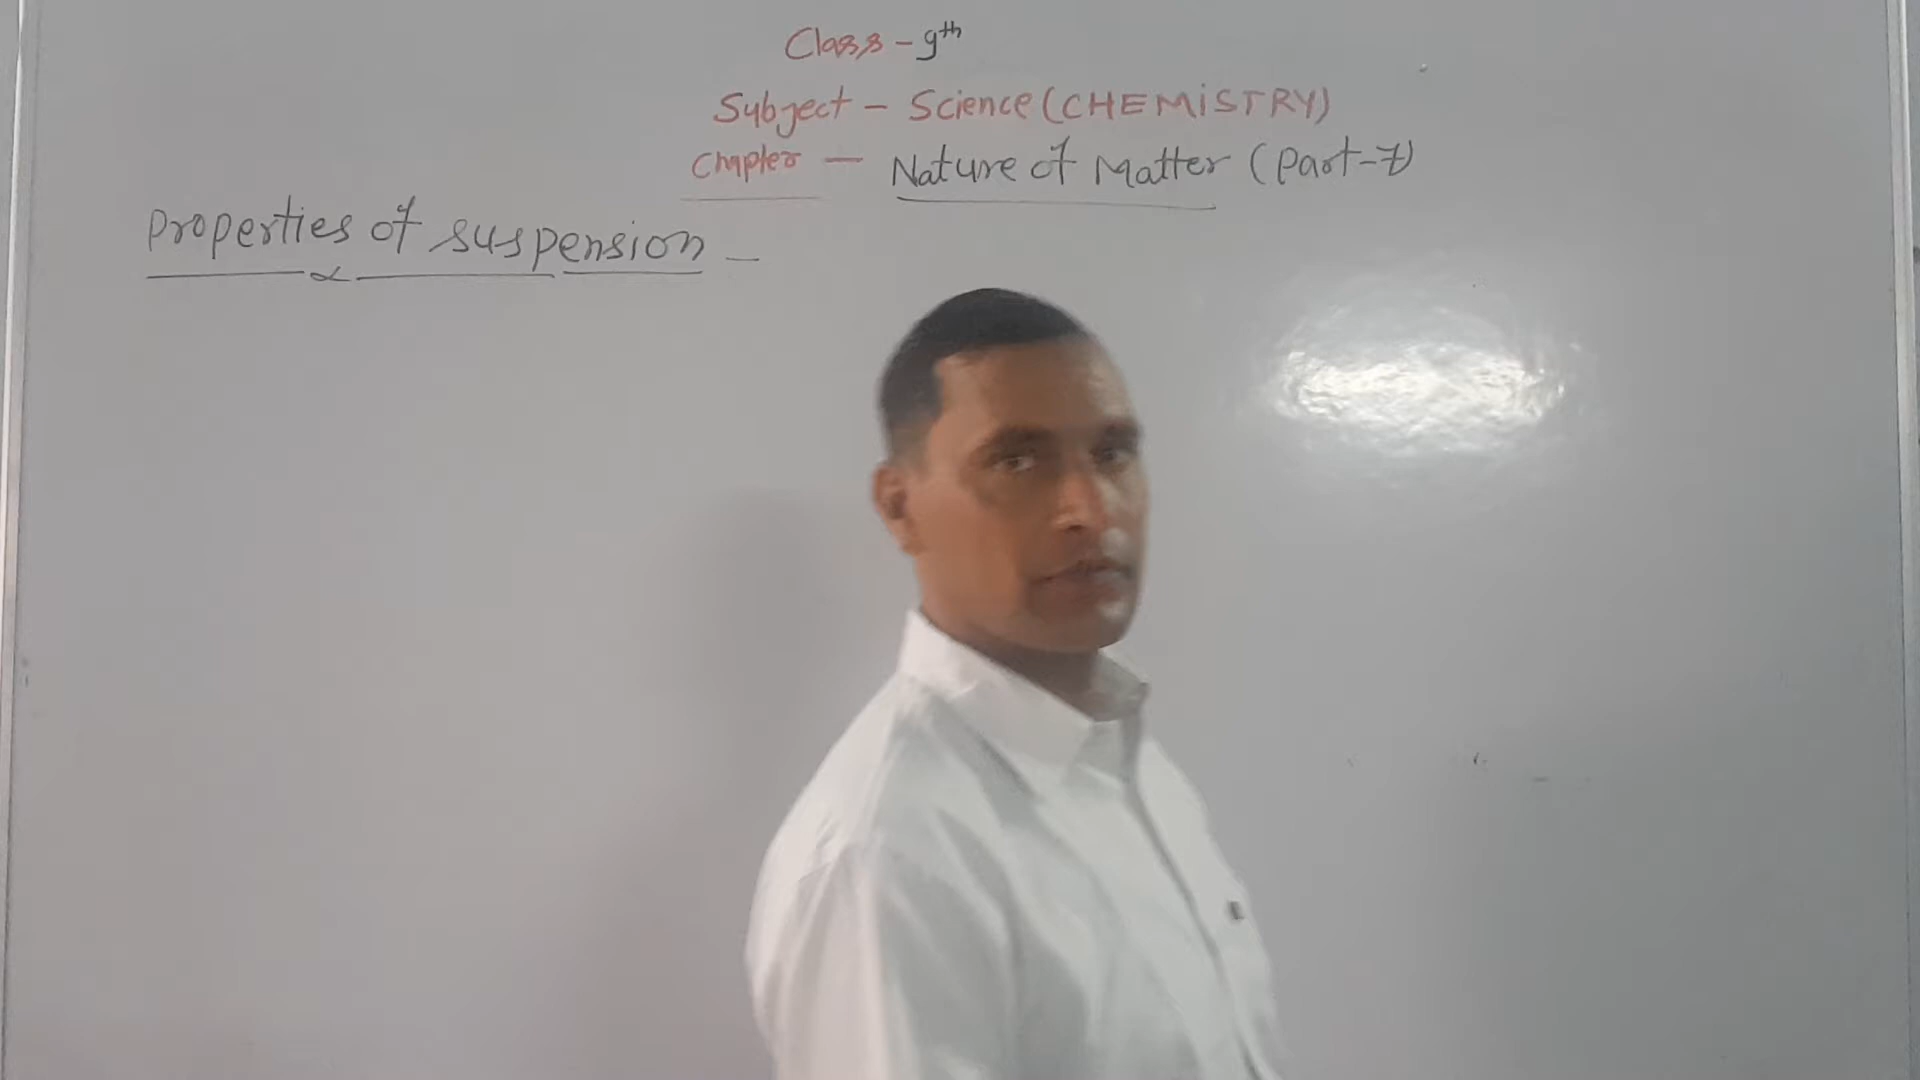 Class - 9th
Subject - Science (CHEMiSTRY)
Chapter - Nature of Matter (Part-7)
Properties of suspension -